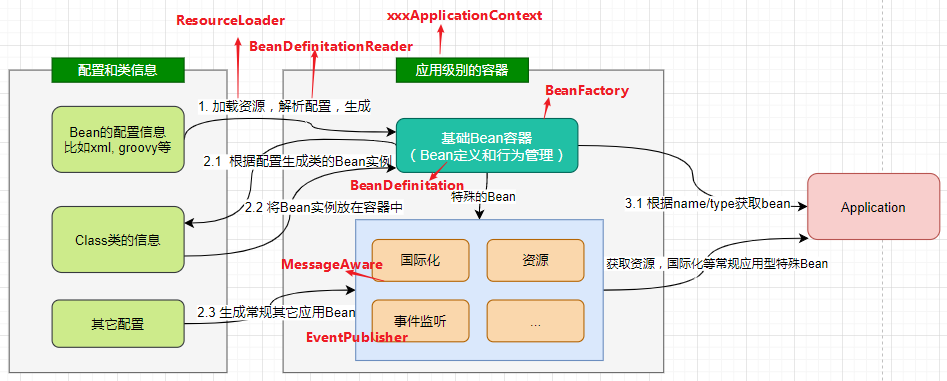 xxxApplicationContext
ResourceLoader
BeanDefinitationReader
配置和类信息
应用级别的容器
BeanFactory
1. 加载资源，解析配置，生成
Bean的配置信息
比如xml, groovy等
基础Bean容器
（Bean定义和行为管理）
2.1 根据配置生成类的Bean实例
BeanDefinitation
特殊的Bean
2.2 将Bean实例放在容器中
3.1 根据name/type获取bean
Application
Class类的信息
MessageAware
国际化
资源
获取资源，国际化等常规应用型特殊Bean
其它配置
2.3 生成常规其它应用Bean
事件监听
...
EventPublisher